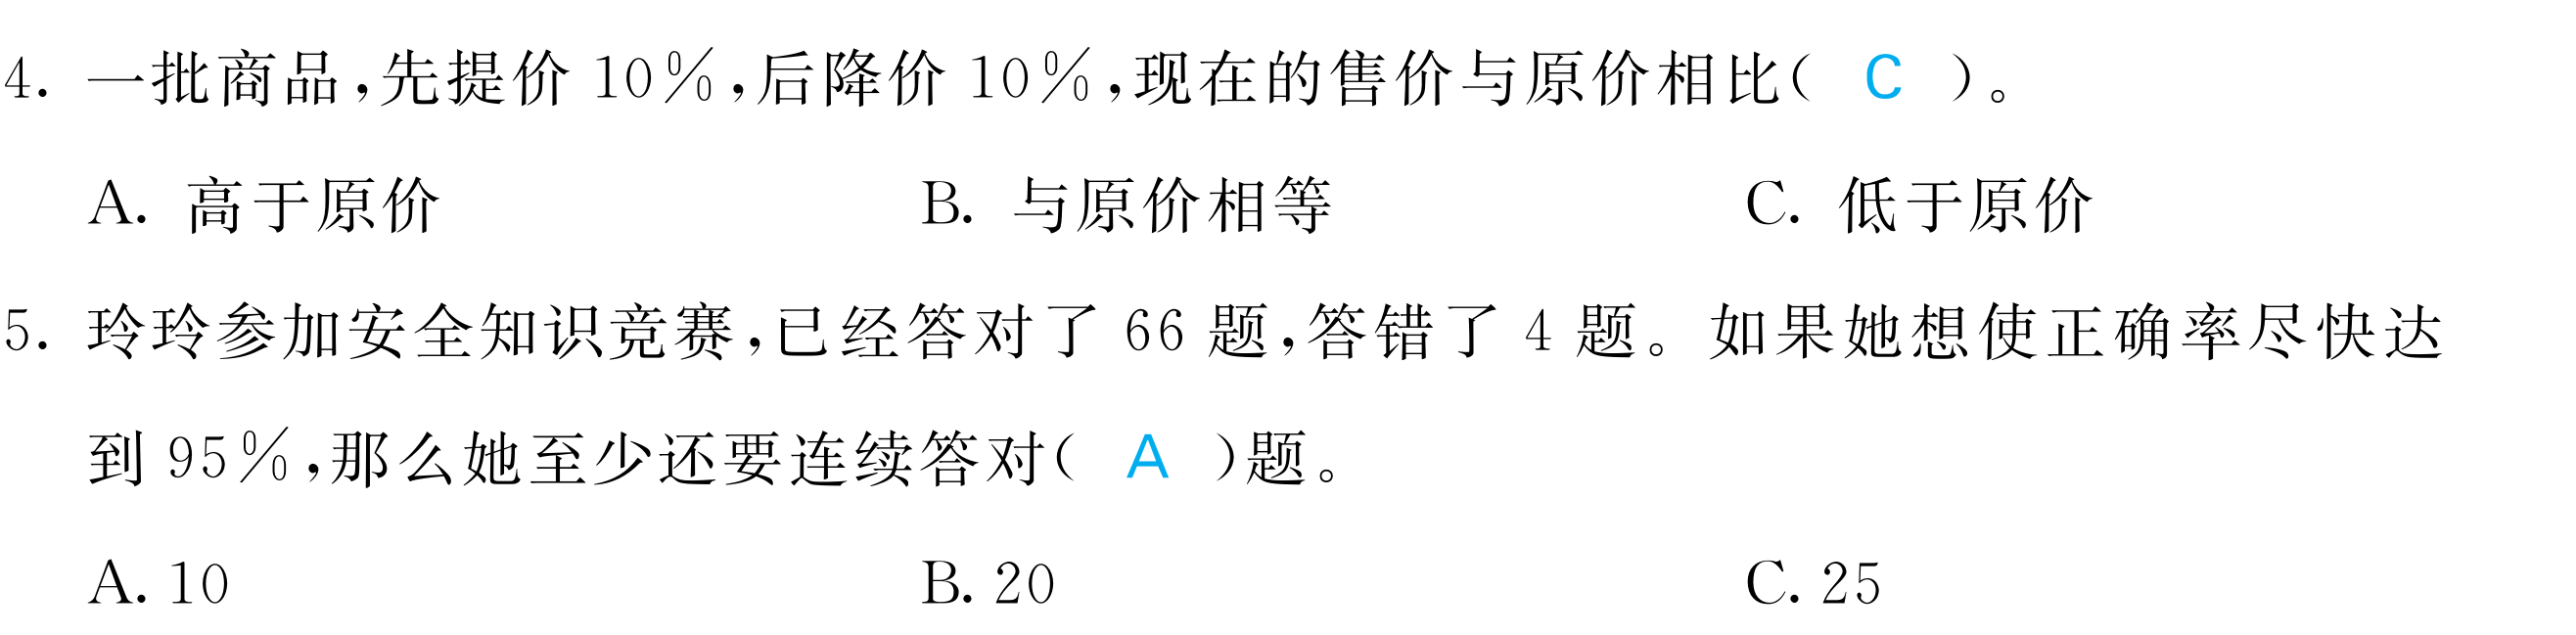 4. 一批商品,先提价 10%,后降价 10%,现在的售价与原价相比( C )。
A. 高于原价 B. 与原价相等 C. 低于原价
5. 玲玲参加安全知识竞赛,已经答对了 66 题,答错了 4 题。如果她想使正确率尽快达
到 95%,那么她至少还要连续答对( A )题。
A. 10 B. 20 C. 25